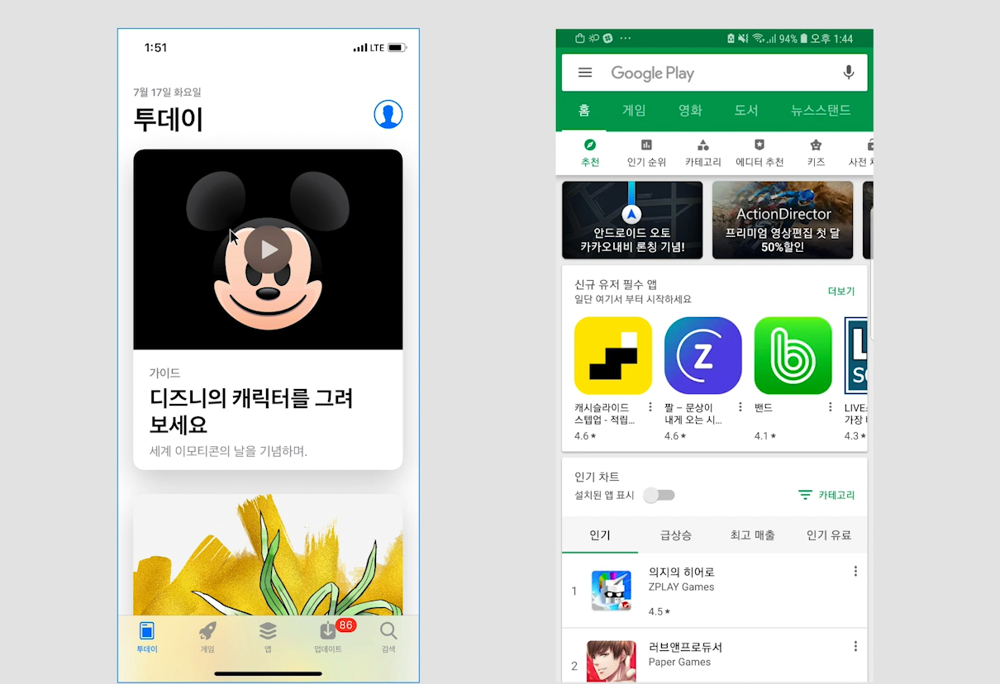 1:51
LTE
7월 17일 화요일
투데이
가이드
디즈니의 캐릭터를 그려
보세요
세계 이모티콘의 날을 기념하며.
86
투데이 게임 앱 업데이트 검색
94% 오후 1:44
Google Play
홈 게임 영화 도서 뉴스스탠드
추천 인기 순위 카테고리 에디터 추천 키즈 사전
안드로이드 오토
카카오내비 론칭 기념!
ActionDirector
프리미엄 영상편집 첫 달
50%할인
신규 유저 필수 앱
더보기
일단 여기서 부터 시작하세요
캐시슬라이드
스텝업 - 적립...
4.6★
짤 – 문상이
내게 오는 시...
4.6★
밴드
4.1★
LIVE
가장
4.3★
인기 차트
설치된 앱 표시
카테고리
인기 급상승 최고 매출 인기 유료
1
의지의 히어로
ZPLAY Games
4.5★
2
러브앤프로듀서
Paper Games